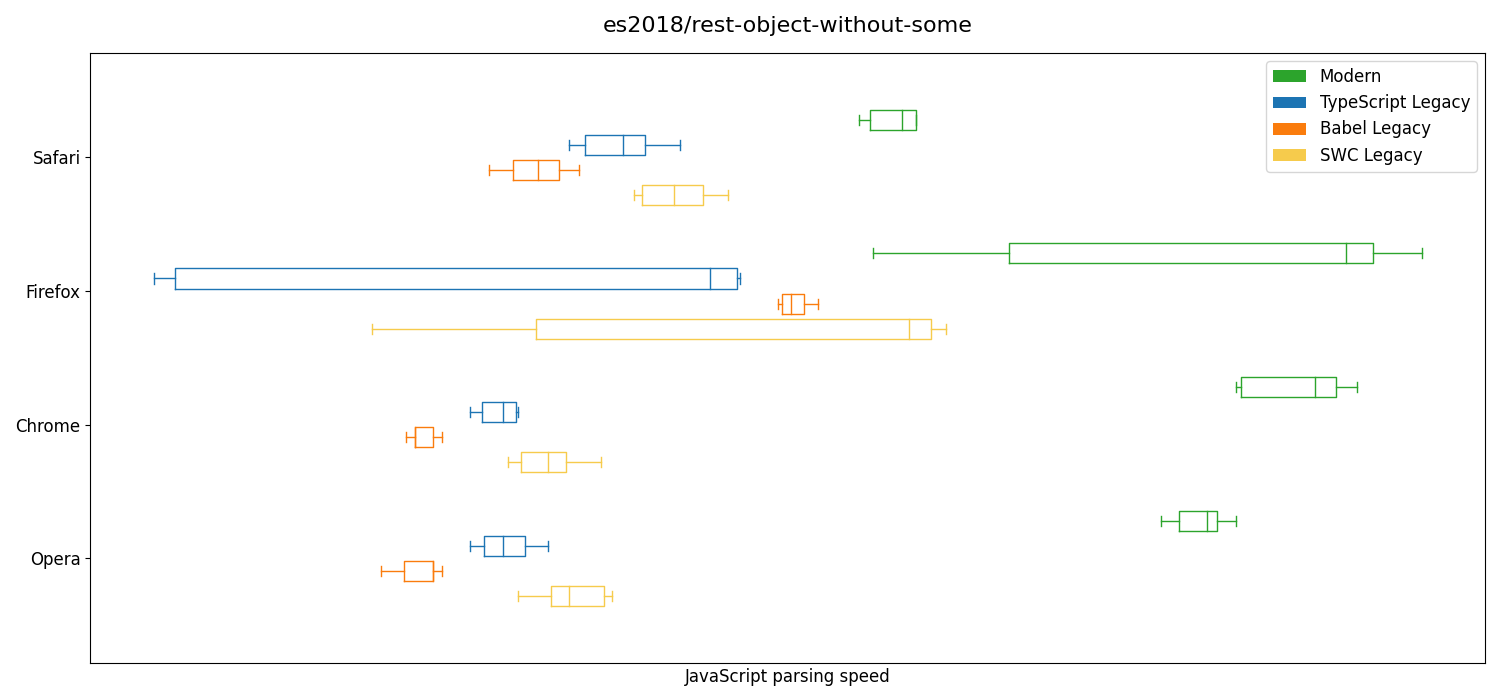 es2018/rest-object-without-some
Modern
TypeScript Legacy
Babel Legacy
SWC Legacy
Safari
Firefox
Chrome
Opera
JavaScript parsing speed